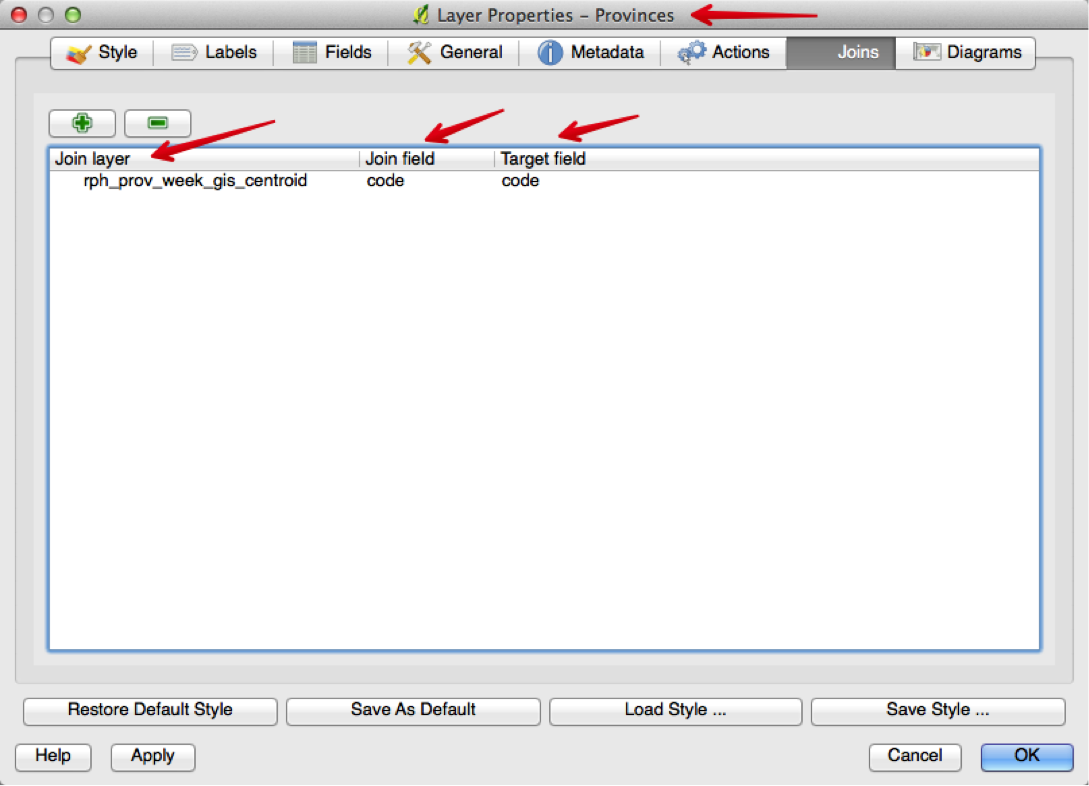 Layer Properties – Provinces
Style Labels Fields General Metadata Actions Joins Diagrams
Join layer Join field Target field
rph_prov_week_gis_centroid code code
Restore Default Style Save As Default Load Style ... Save Style ...
Help Apply Cancel OK